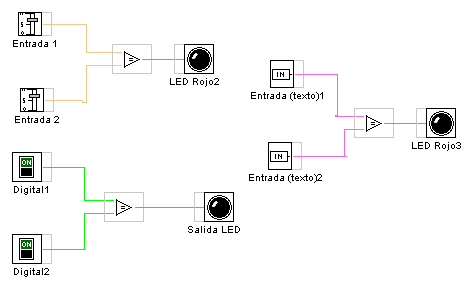 Entrada 1
=
LED Rojo2
Entrada 2
IN
Entrada (texto)1
=
LED Rojo3
IN
Entrada (texto)2
ON
Digital1
=
Salida LED
ON
Digital2